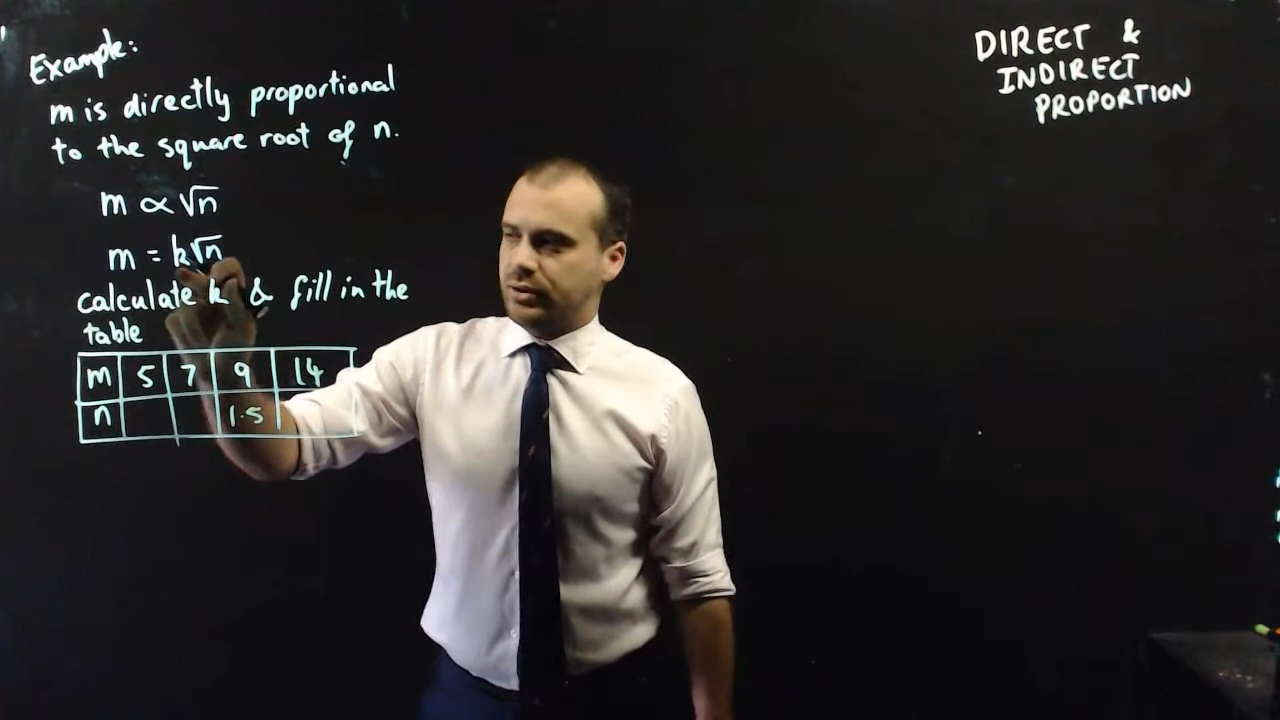 Example:
m is directly proportional
to the square root of n.
m ∝ √n
m = k√n
calculate k & fill in the
table
m 5 7 9 14
n 1.5
DIRECT &
INDIRECT
PROPORTION